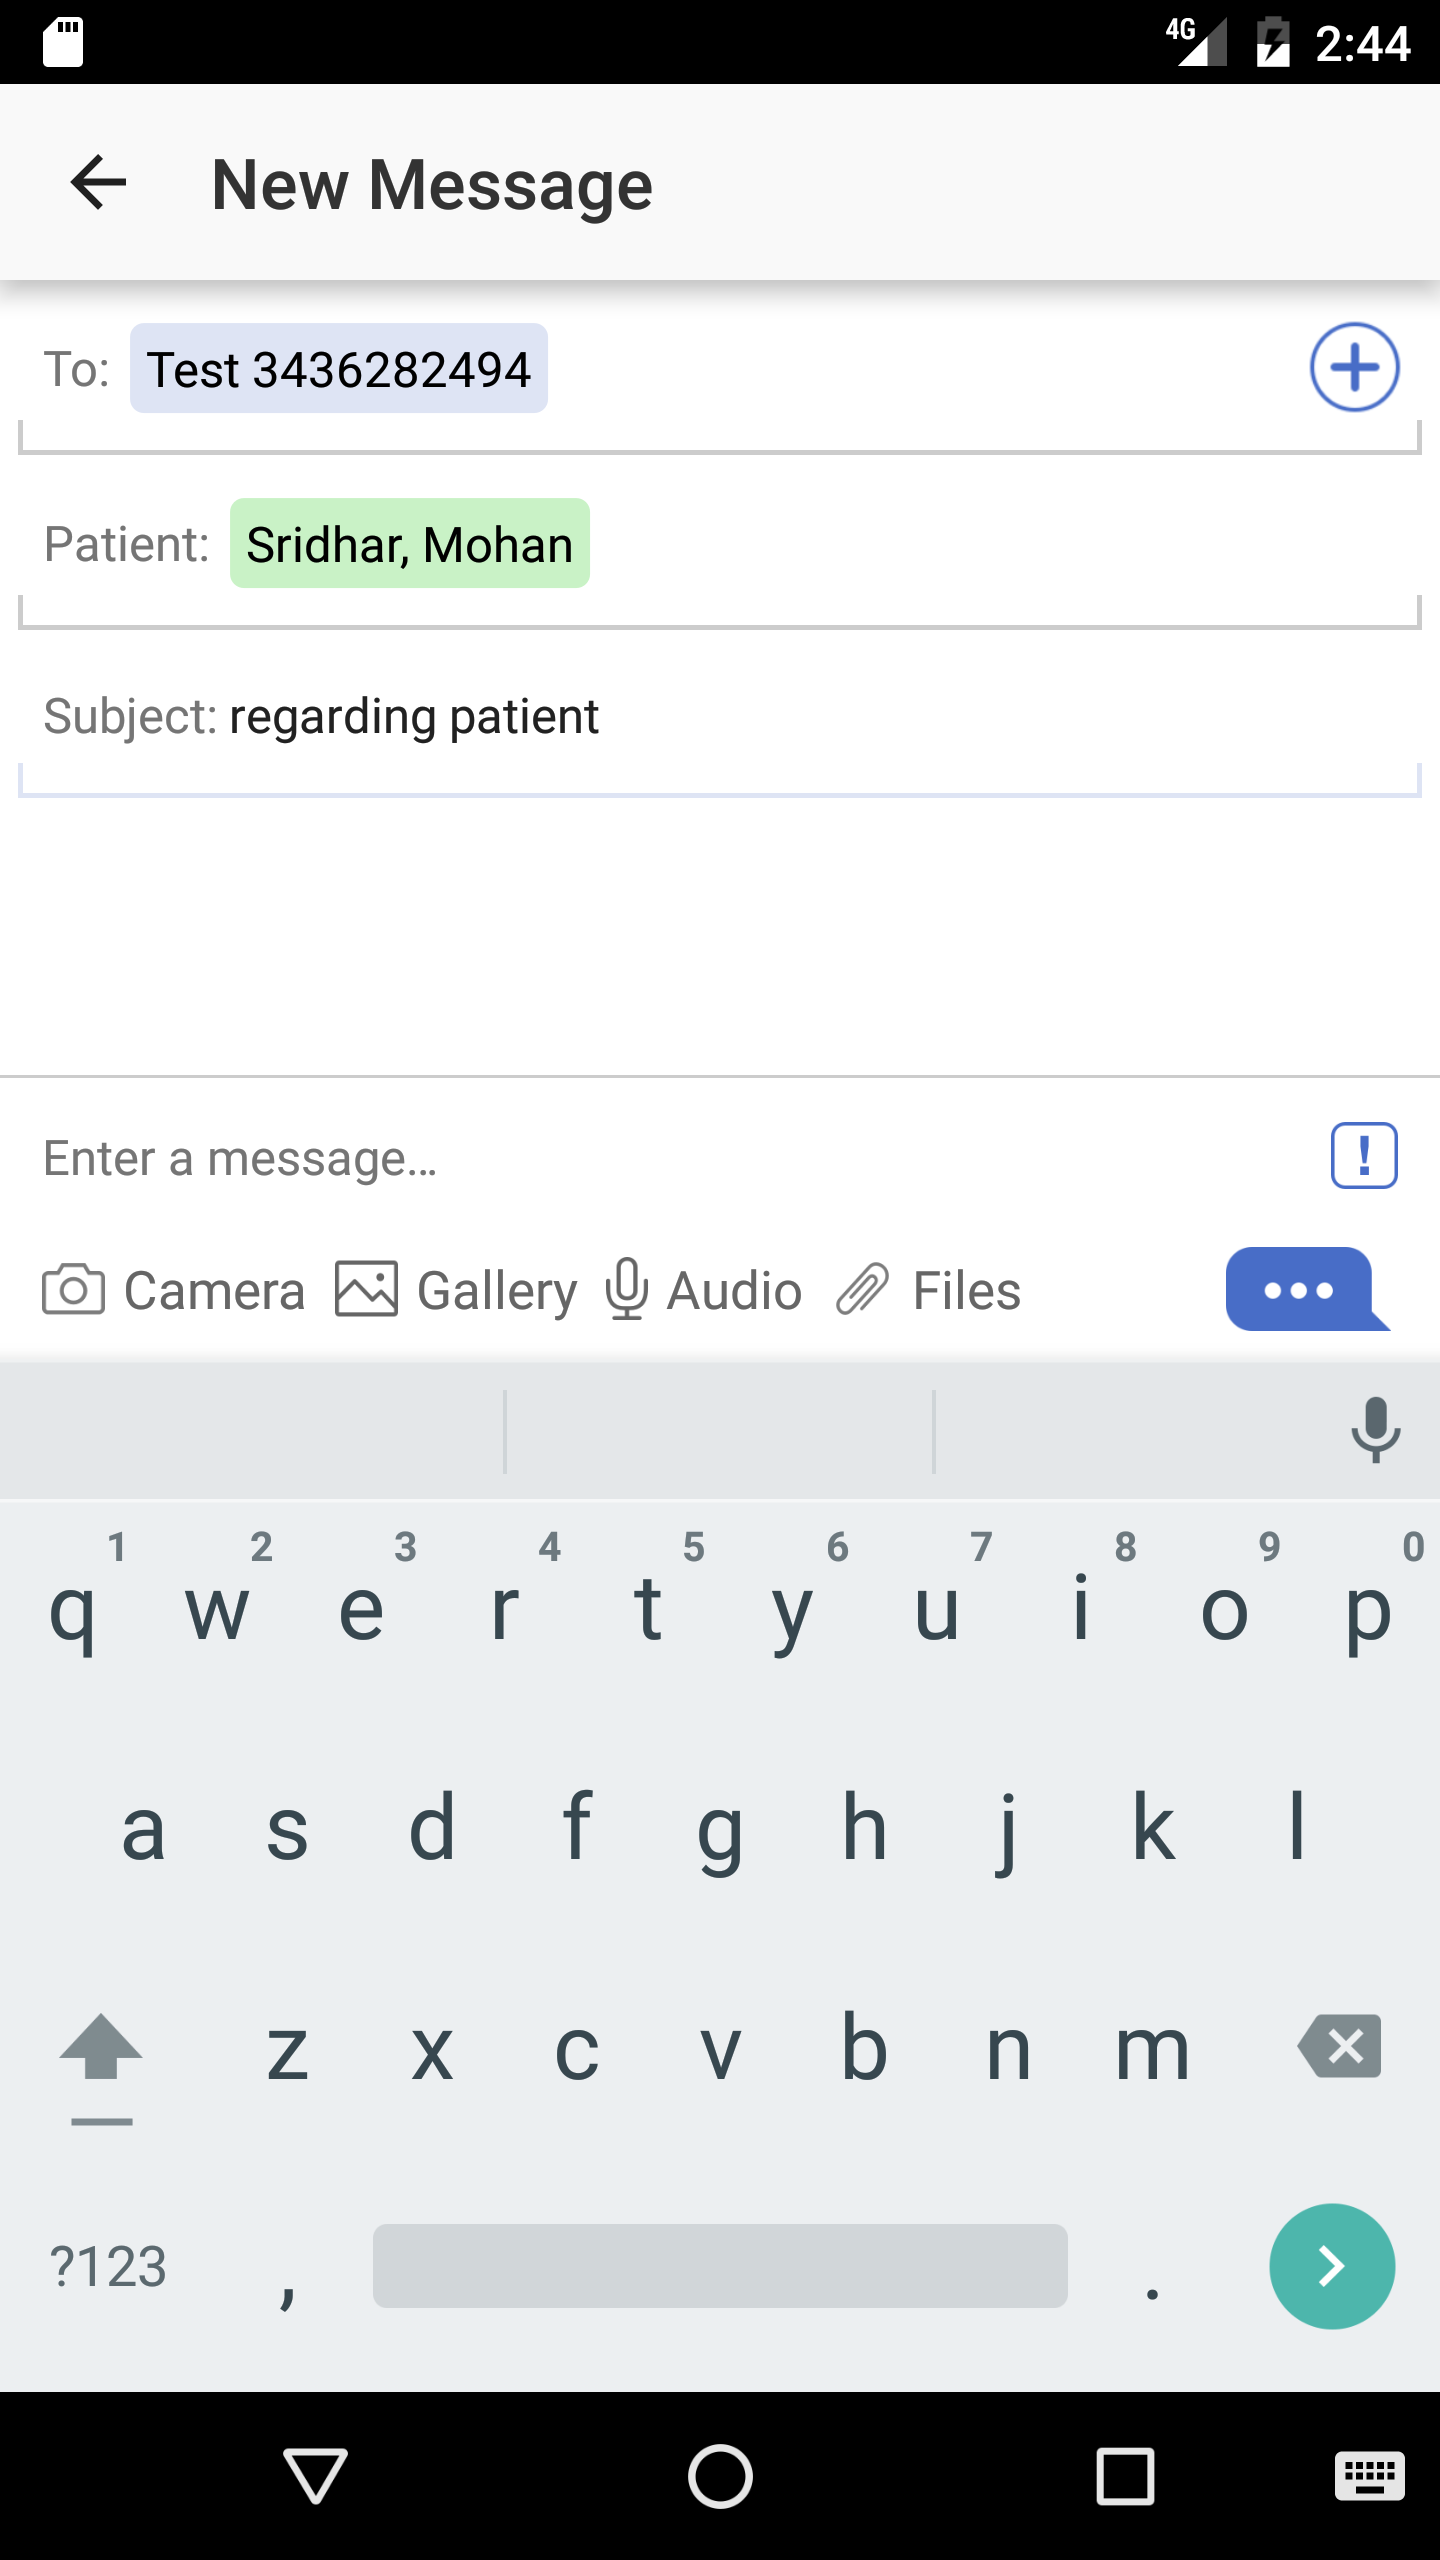 4G 2:44
New Message
To: Test 3436282494
Patient: Sridhar, Mohan
Subject: regarding patient
Enter a message...
!
Camera Gallery Audio Files
1 2 3 4 5 6 7 8 9 0
q w e r t y u i o p
a s d f g h j k l
z x c v b n m
?123 , .